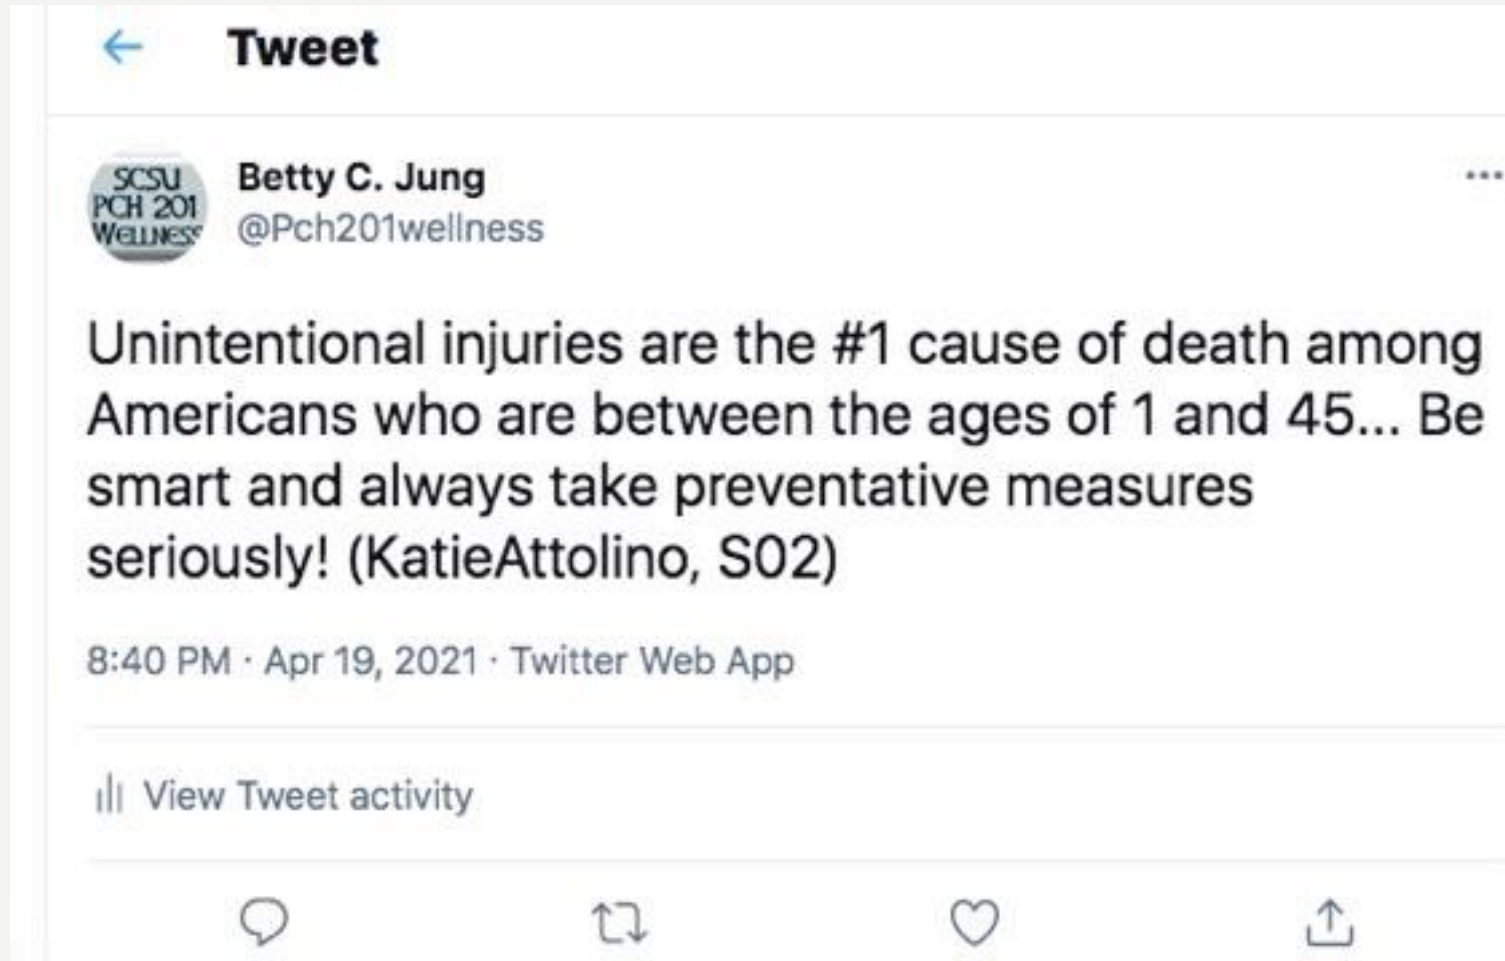 Tweet
SCSU
PCH 201
WELLNESS
Betty C. Jung
@Pch201wellness
Unintentional injuries are the #1 cause of death among
Americans who are between the ages of 1 and 45... Be
smart and always take preventative measures
seriously! (KatieAttolino, S02)
8:40 PM · Apr 19, 2021 · Twitter Web App
View Tweet activity